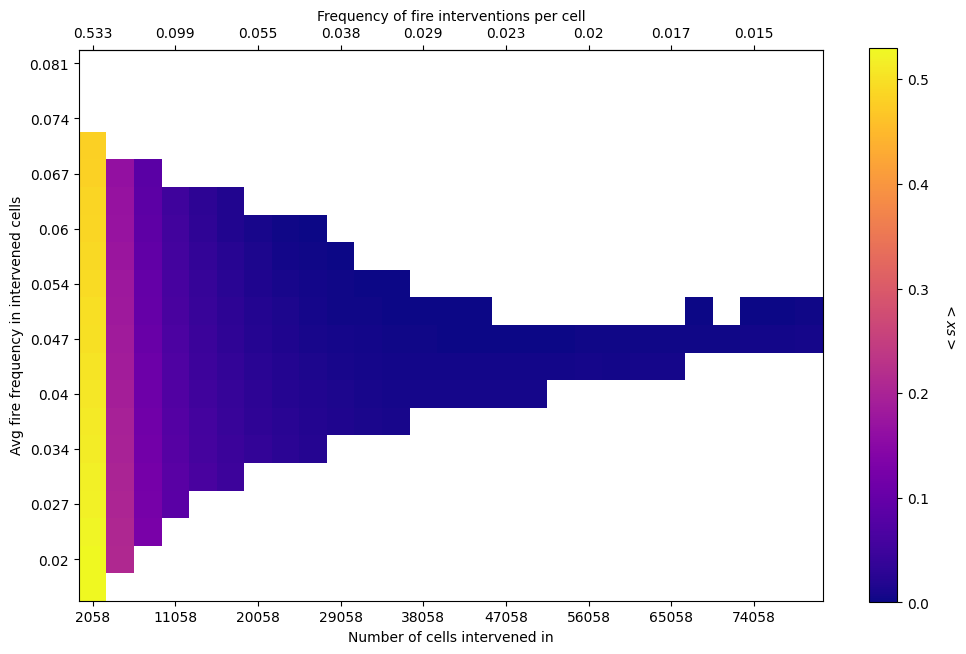 Frequency of fire interventions per cell
0.533 0.099 0.055 0.038 0.029 0.023 0.02 0.017 0.015
0.081
0.074
0.067
0.06
0.054
0.047
0.04
0.034
0.027
0.02
Avg fire frequency in intervened cells
2058 11058 20058 29058 38058 47058 56058 65058 74058
Number of cells intervened in
0.5
0.4
0.3
0.2
0.1
0.0
< sx >